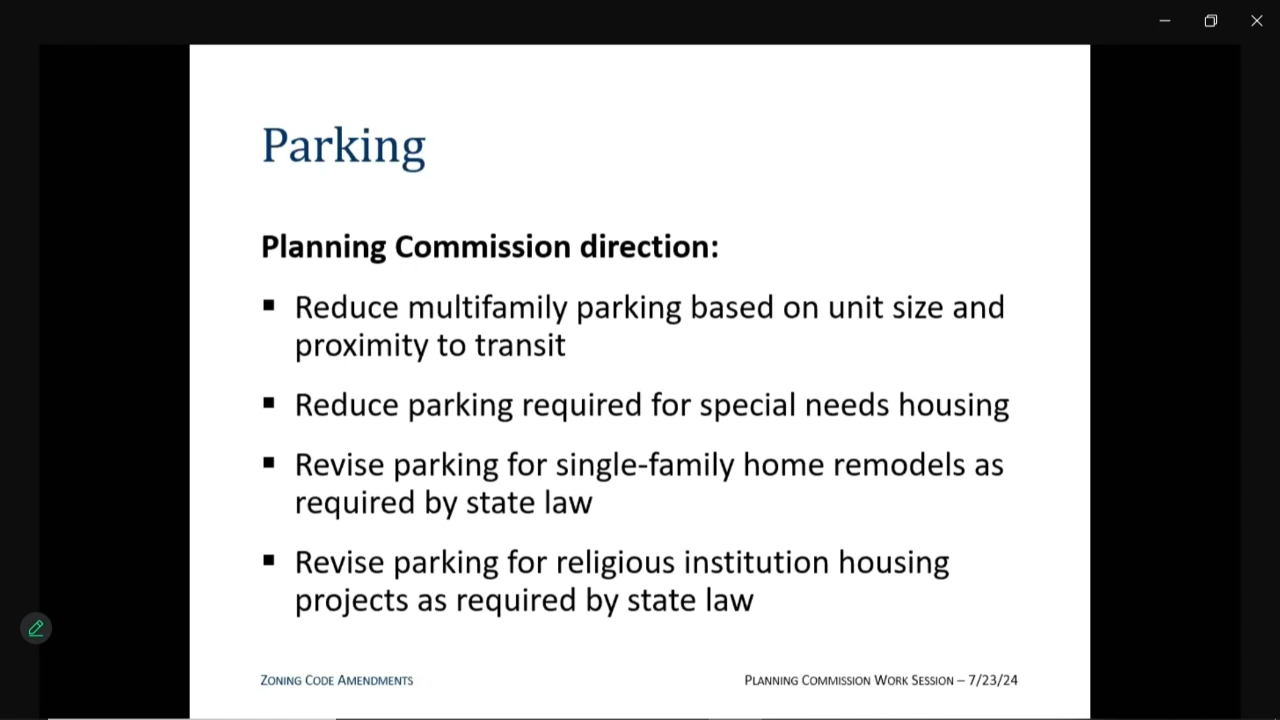 Parking
Planning Commission direction:
▪ Reduce multifamily parking based on unit size and
proximity to transit
▪ Reduce parking required for special needs housing
▪ Revise parking for single-family home remodels as
required by state law
▪ Revise parking for religious institution housing
projects as required by state law
ZONING CODE AMENDMENTS
PLANNING COMMISSION WORK SESSION – 7/23/24